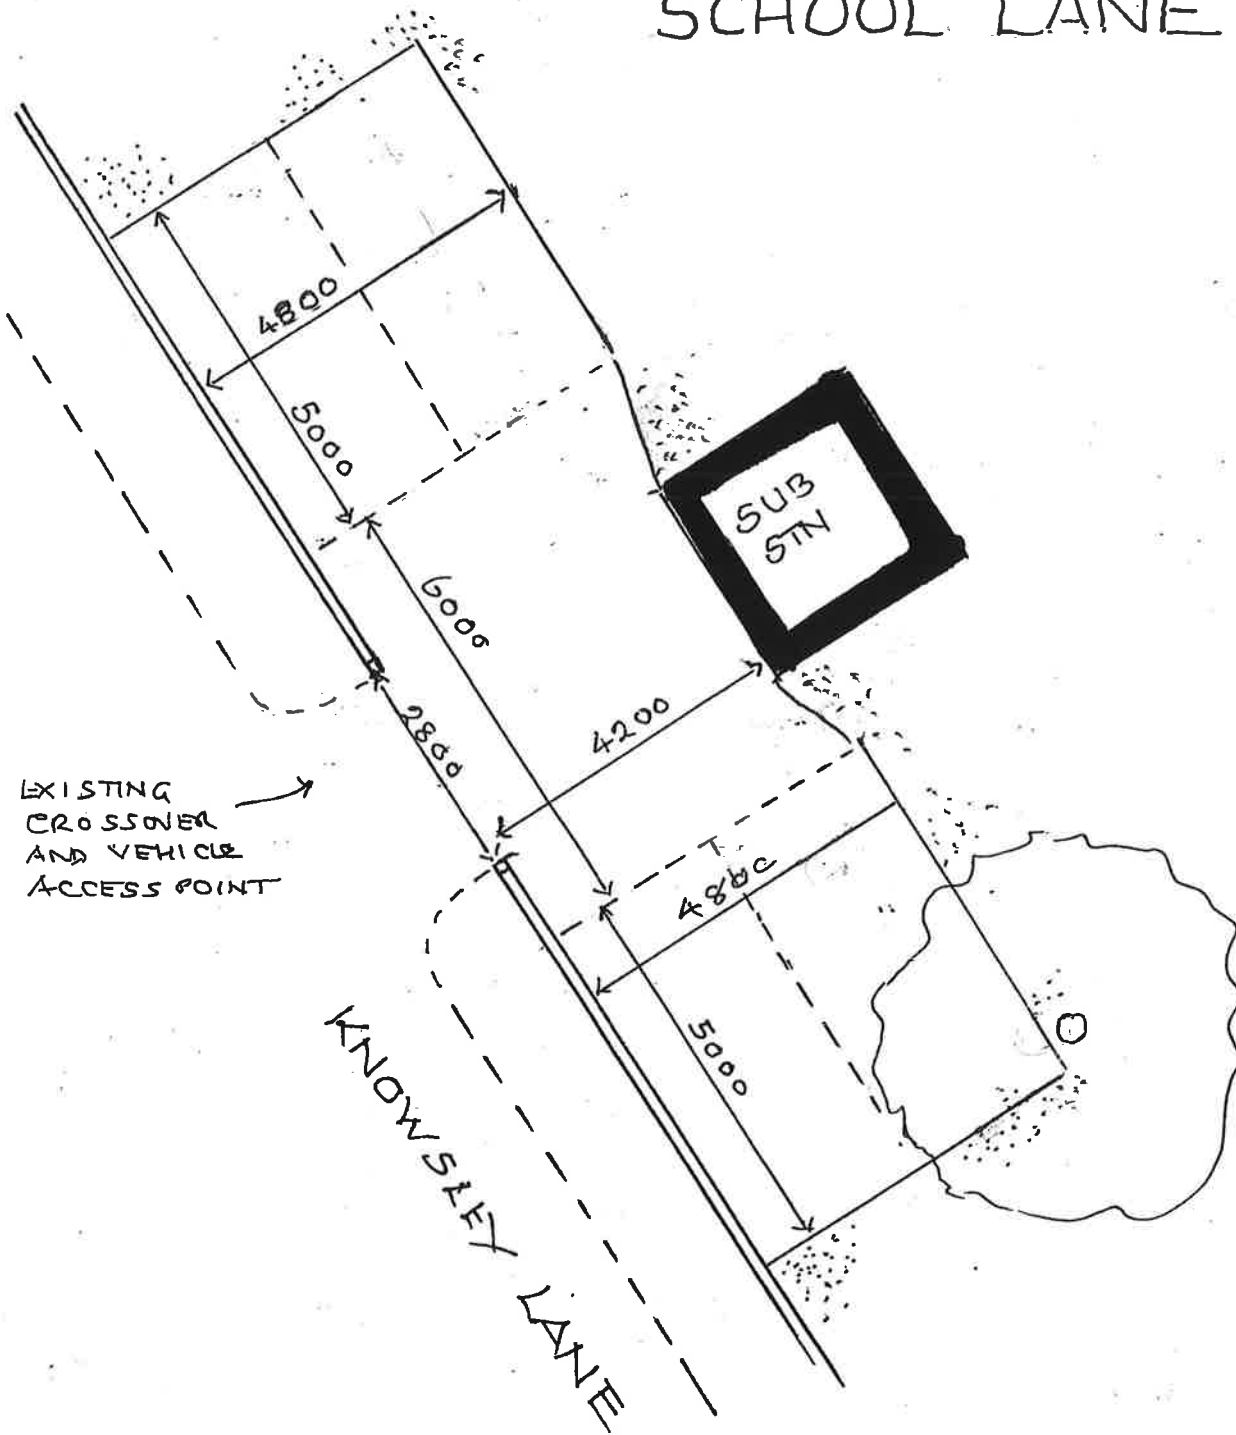 SCHOOL LANE
4800
5000
SUB
STN
6000
2800
4200
EXISTING
CROSSOVER
AND VEHICLE
ACCESS POINT
4800
5000
KNOWSLEY LANE